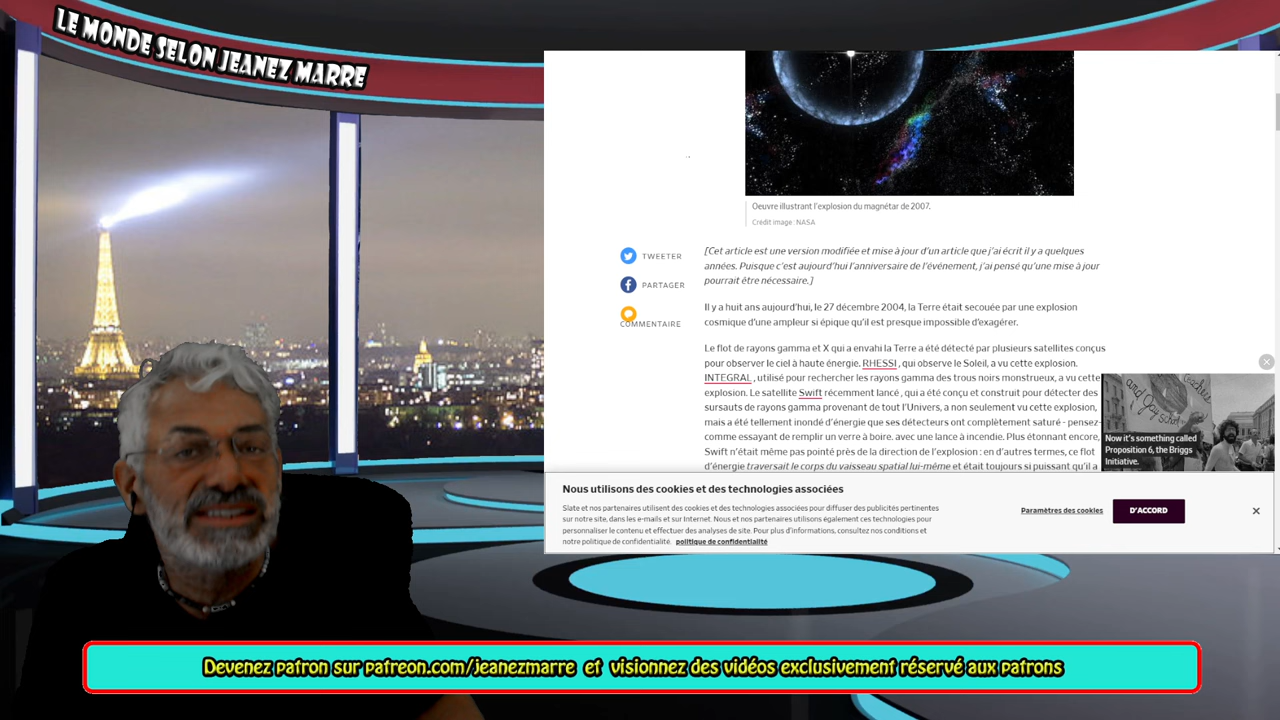 LE MONDE SELON JEANEZ MARRE
Oeuvre illustrant l'explosion du magnétar de 2007.
Crédit image : NASA
TWEETER
PARTAGER
COMMENTAIRE
[Cet article est une version modifiée et mise à jour d'un article que j'ai écrit il y a quelques
années. Puisque c'est aujourd'hui l'anniversaire de l'événement, j'ai pensé qu'une mise à jour
pourrait être nécessaire.]
Il y a huit ans aujourd'hui, le 27 décembre 2004, la Terre était secouée par une explosion
cosmique d'une ampleur si épique qu'il est presque impossible d'exagérer.
Le flot de rayons gamma et X qui a envahi la Terre a été détecté par plusieurs satellites conçus
pour observer le ciel à haute énergie. RHESSI , qui observe le Soleil, a vu cette explosion.
INTEGRAL , utilisé pour rechercher les rayons gamma des trous noirs monstrueux, a vu cette
explosion. Le satellite Swift récemment lancé , qui a été conçu et construit pour détecter des
sursauts de rayons gamma provenant de tout l'Univers, a non seulement vu cette explosion,
mais a été tellement inondé d'énergie que ses détecteurs ont complètement saturé - pensez-
comme essayant de remplir un verre à boire. avec une lance à incendie. Plus étonnant encore,
Swift n'était même pas pointé près de la direction de l'explosion : en d'autres termes, ce flot
d'énergie traversait le corps du vaisseau spatial lui-même et était toujours si puissant qu'il a
Now it's something called
Proposition 6, the Briggs
Initiative.
Nous utilisons des cookies et des technologies associées
Slate et nos partenaires utilisent des cookies et des technologies associées pour diffuser des publicités pertinentes
sur notre site, dans les e-mails et sur Internet. Nous et nos partenaires utilisons également ces technologies pour
personnaliser le contenu et effectuer des analyses de site. Pour plus d'informations, consultez nos conditions et
notre politique de confidentialité. politique de confidentialité
Paramètres des cookies
D'ACCORD
Devenez patron sur patreon.com/jeanezmarre et visionnez des vidéos exclusivement réservé aux patrons